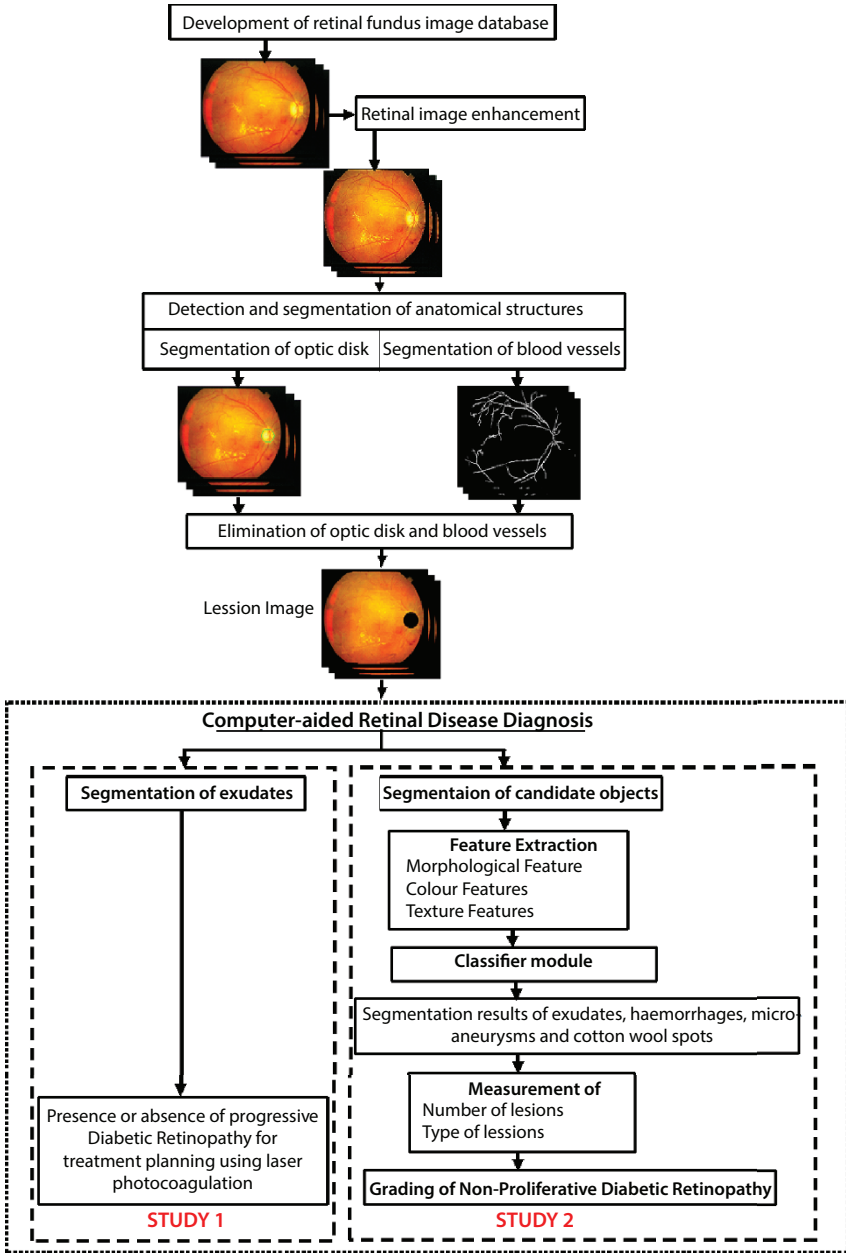 Development of retinal fundus image database
Retinal image enhancement
Detection and segmentation of anatomical structures
Segmentation of optic disk
Segmentation of blood vessels
Elimination of optic disk and blood vessels
Lession Image
Computer-aided Retinal Disease Diagnosis
Segmentation of exudates
Presence or absence of progressive
Diabetic Retinopathy for
treatment planning using laser
photocoagulation
STUDY 1
Segmentaion of candidate objects
Feature Extraction
Morphological Feature
Colour Features
Texture Features
Classifier module
Segmentation results of exudates, haemorrhages, micro-
aneurysms and cotton wool spots
Measurement of
Number of lesions
Type of lessions
Grading of Non-Proliferative Diabetic Retinopathy
STUDY 2